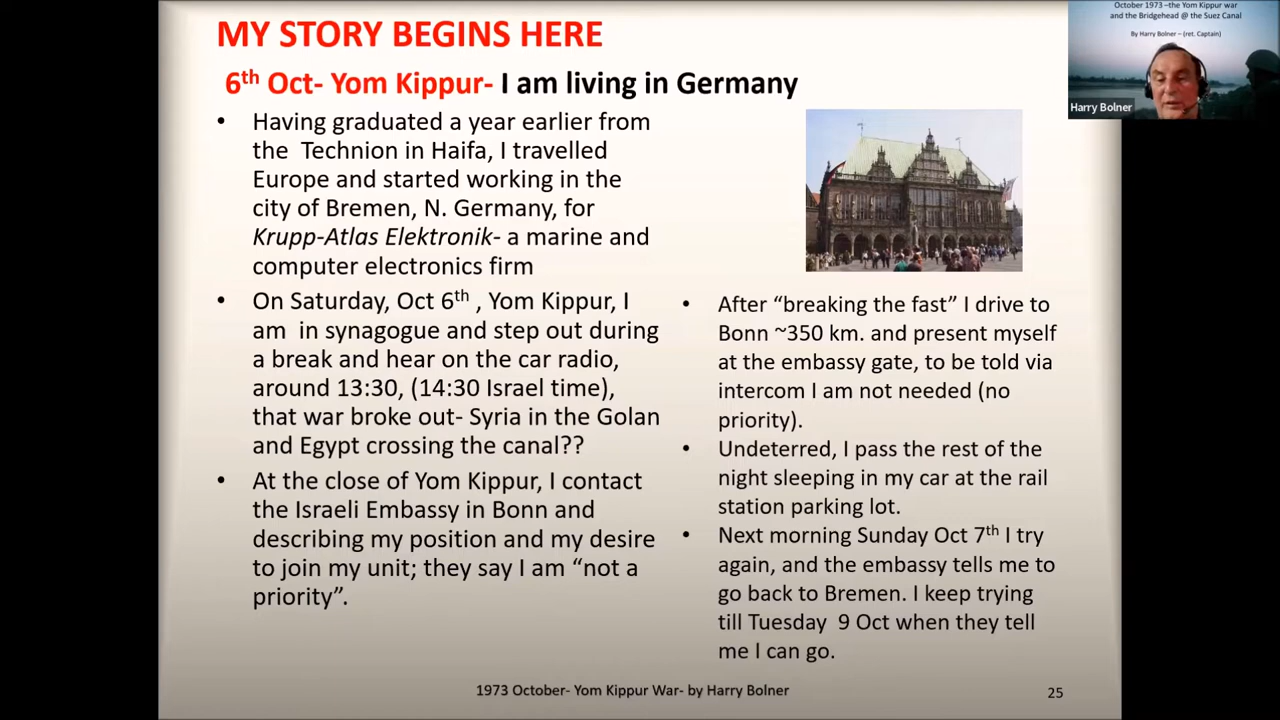 MY STORY BEGINS HERE
6th Oct- Yom Kippur- I am living in Germany
• Having graduated a year earlier from
the Technion in Haifa, I travelled
Europe and started working in the
city of Bremen, N. Germany, for
Krupp-Atlas Elektronik- a marine and
computer electronics firm
• On Saturday, Oct 6th , Yom Kippur, I
am in synagogue and step out during
a break and hear on the car radio,
around 13:30, (14:30 Israel time),
that war broke out- Syria in the Golan
and Egypt crossing the canal??
• At the close of Yom Kippur, I contact
the Israeli Embassy in Bonn and
describing my position and my desire
to join my unit; they say I am “not a
priority”.
• After “breaking the fast” I drive to
Bonn ~350 km. and present myself
at the embassy gate, to be told via
intercom I am not needed (no
priority).
• Undeterred, I pass the rest of the
night sleeping in my car at the rail
station parking lot.
• Next morning Sunday Oct 7th I try
again, and the embassy tells me to
go back to Bremen. I keep trying
till Tuesday 9 Oct when they tell
me I can go.
1973 October- Yom Kippur War- by Harry Bolner
25
October 1973 –the Yom Kippur war
and the Bridgehead @ the Suez Canal
By Harry Bolner – (ret. Captain)
Harry Bolner